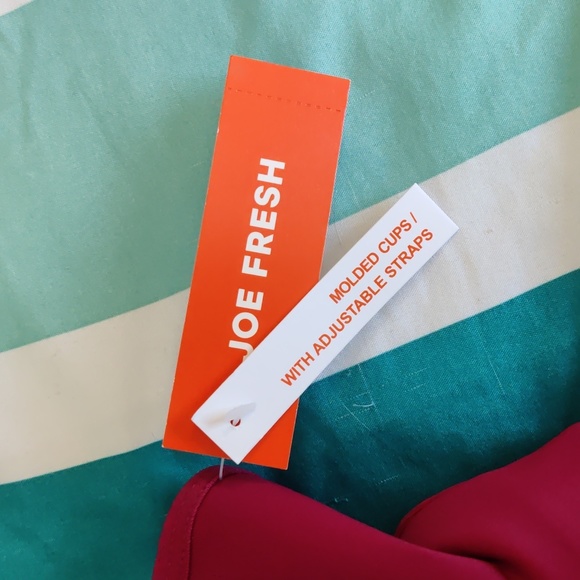 JOE FRESH
MOLDED CUPS /
WITH ADJUSTABLE STRAPS